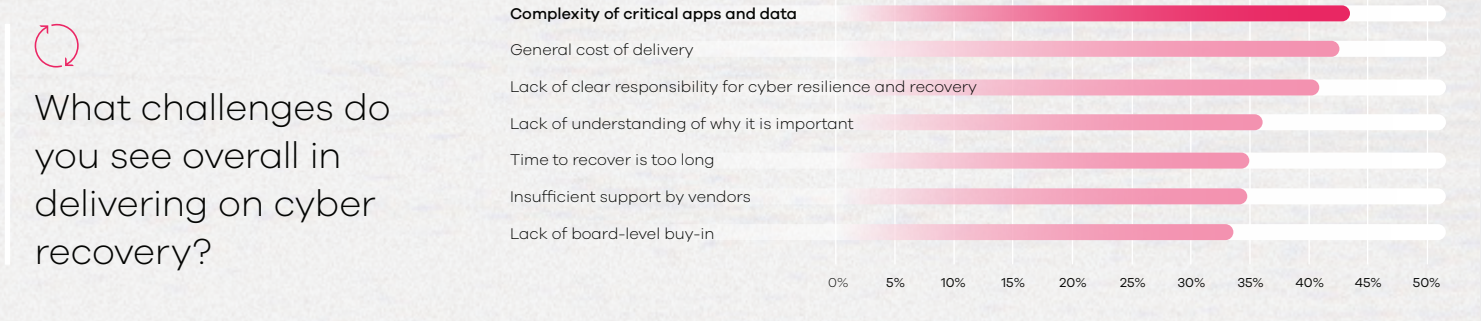 What challenges do
you see overall in
delivering on cyber
recovery?
Complexity of critical apps and data
General cost of delivery
Lack of clear responsibility for cyber resilience and recovery
Lack of understanding of why it is important
Time to recover is too long
Insufficient support by vendors
Lack of board-level buy-in
0% 5% 10% 15% 20% 25% 30% 35% 40% 45% 50%